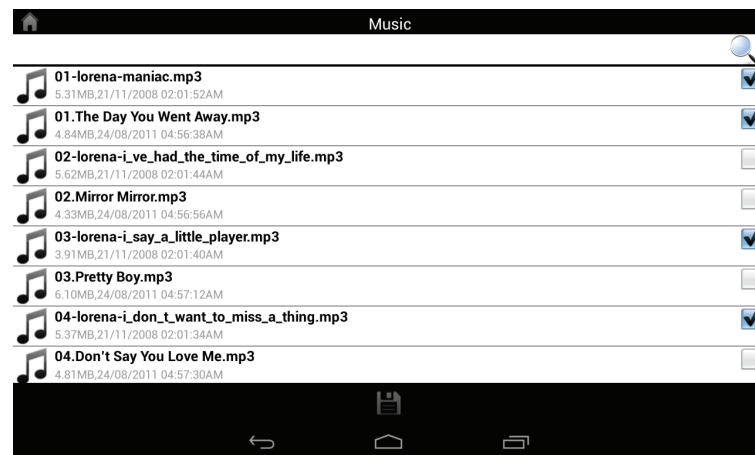 Music
01-lorena-maniac.mp3
5.31MB,21/11/2008 02:01:52AM
01.The Day You Went Away.mp3
4.84MB,24/08/2011 04:56:38AM
02-lorena-i_ve_had_the_time_of_my_life.mp3
5.62MB,21/11/2008 02:01:44AM
02.Mirror Mirror.mp3
4.33MB,24/08/2011 04:56:56AM
03-lorena-i_say_a_little_player.mp3
3.91MB,21/11/2008 02:01:40AM
03.Pretty Boy.mp3
6.10MB,24/08/2011 04:57:12AM
04-lorena-i_don_t_want_to_miss_a_thing.mp3
5.37MB,21/11/2008 02:01:34AM
04.Don't Say You Love Me.mp3
4.81MB,24/08/2011 04:57:30AM